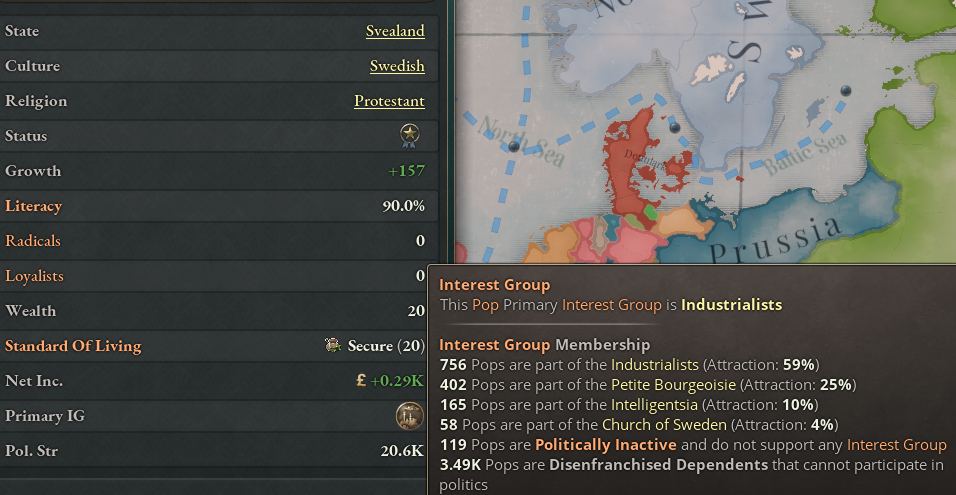 State Svealand
Culture Swedish
Religion Protestant
Status
Growth +157
Literacy 90.0%
Radicals 0
Loyalists 0
Wealth 20
Standard Of Living Secure (20)
Net Inc. £ +0.29K
Primary IG
Pol. Str 20.6K
No
S
w
North Sea
Denmark
Baltic Sea
Prussia
Interest Group
This Pop Primary Interest Group is Industrialists
Interest Group Membership
756 Pops are part of the Industrialists (Attraction: 59%)
402 Pops are part of the Petite Bourgeoisie (Attraction: 25%)
165 Pops are part of the Intelligentsia (Attraction: 10%)
58 Pops are part of the Church of Sweden (Attraction: 4%)
119 Pops are Politically Inactive and do not support any Interest Group
3.49K Pops are Disenfranchised Dependents that cannot participate in
politics